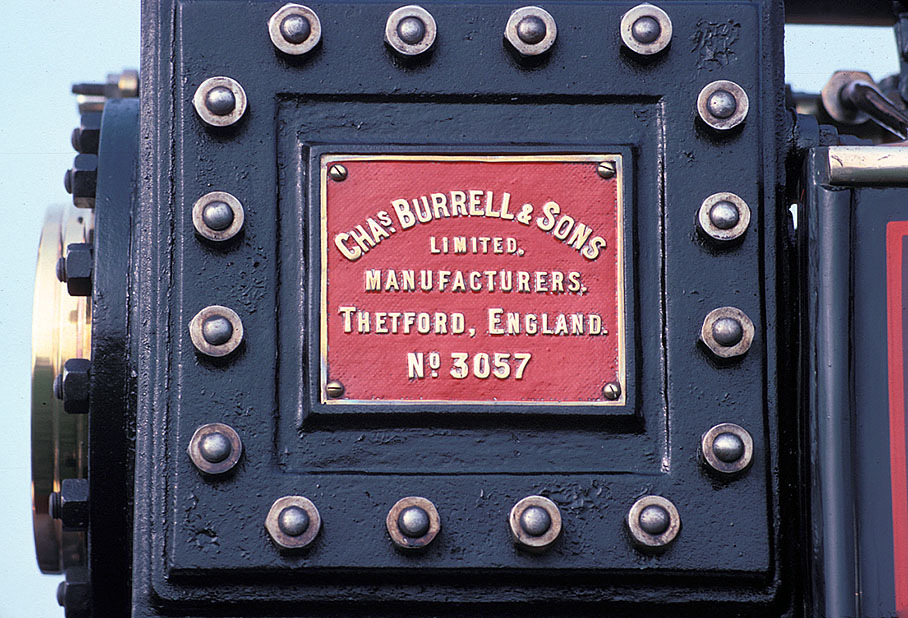 CHAS. BURRELL & SONS
LIMITED.
MANUFACTURERS.
THETFORD, ENGLAND.
No. 3057